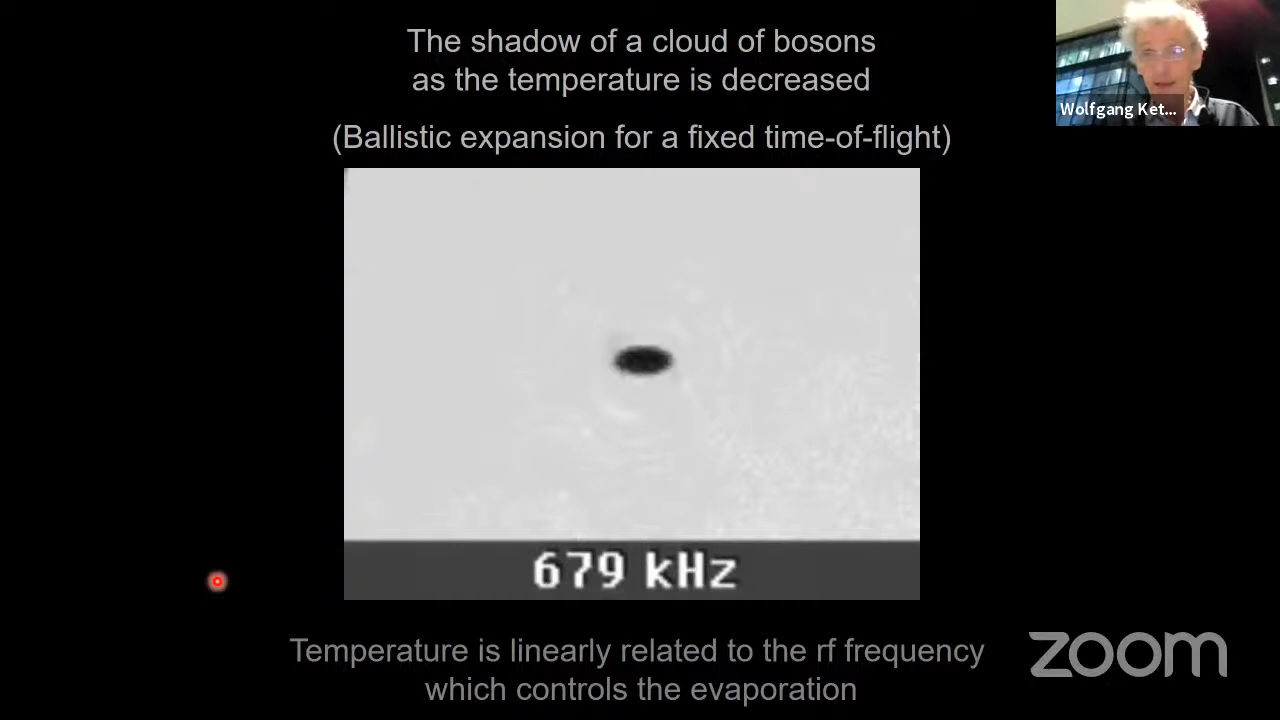 The shadow of a cloud of bosons
as the temperature is decreased
(Ballistic expansion for a fixed time-of-flight)
Wolfgang Ket...
679 kHz
Temperature is linearly related to the rf frequency
which controls the evaporation
zoom